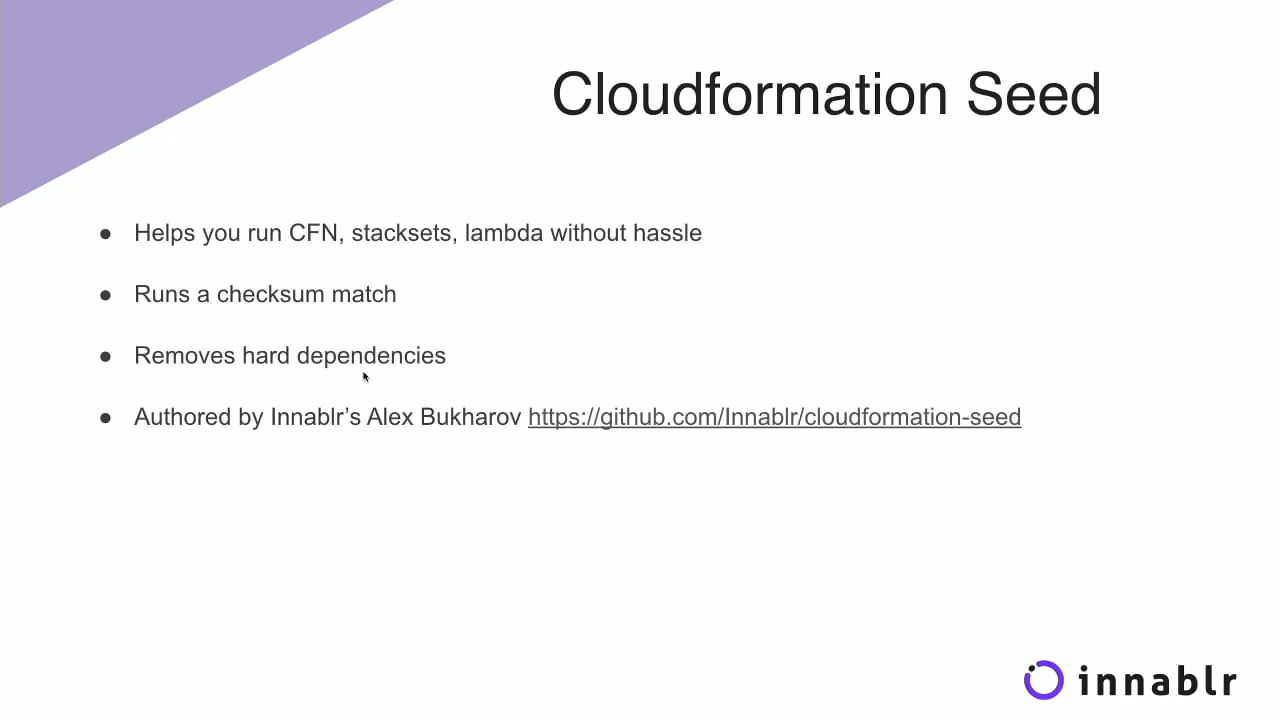 Cloudformation Seed
● Helps you run CFN, stacksets, lambda without hassle
● Runs a checksum match
● Removes hard dependencies
● Authored by Innablr’s Alex Bukharov https://github.com/Innablr/cloudformation-seed
innablr